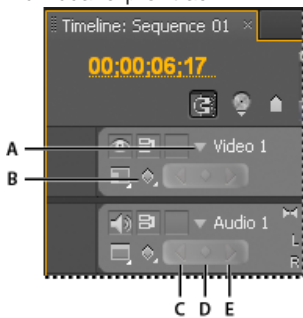 Timeline: Sequence 01 ×
00;00;06;17
A
Video 1
B
Audio 1
L
R
C D E